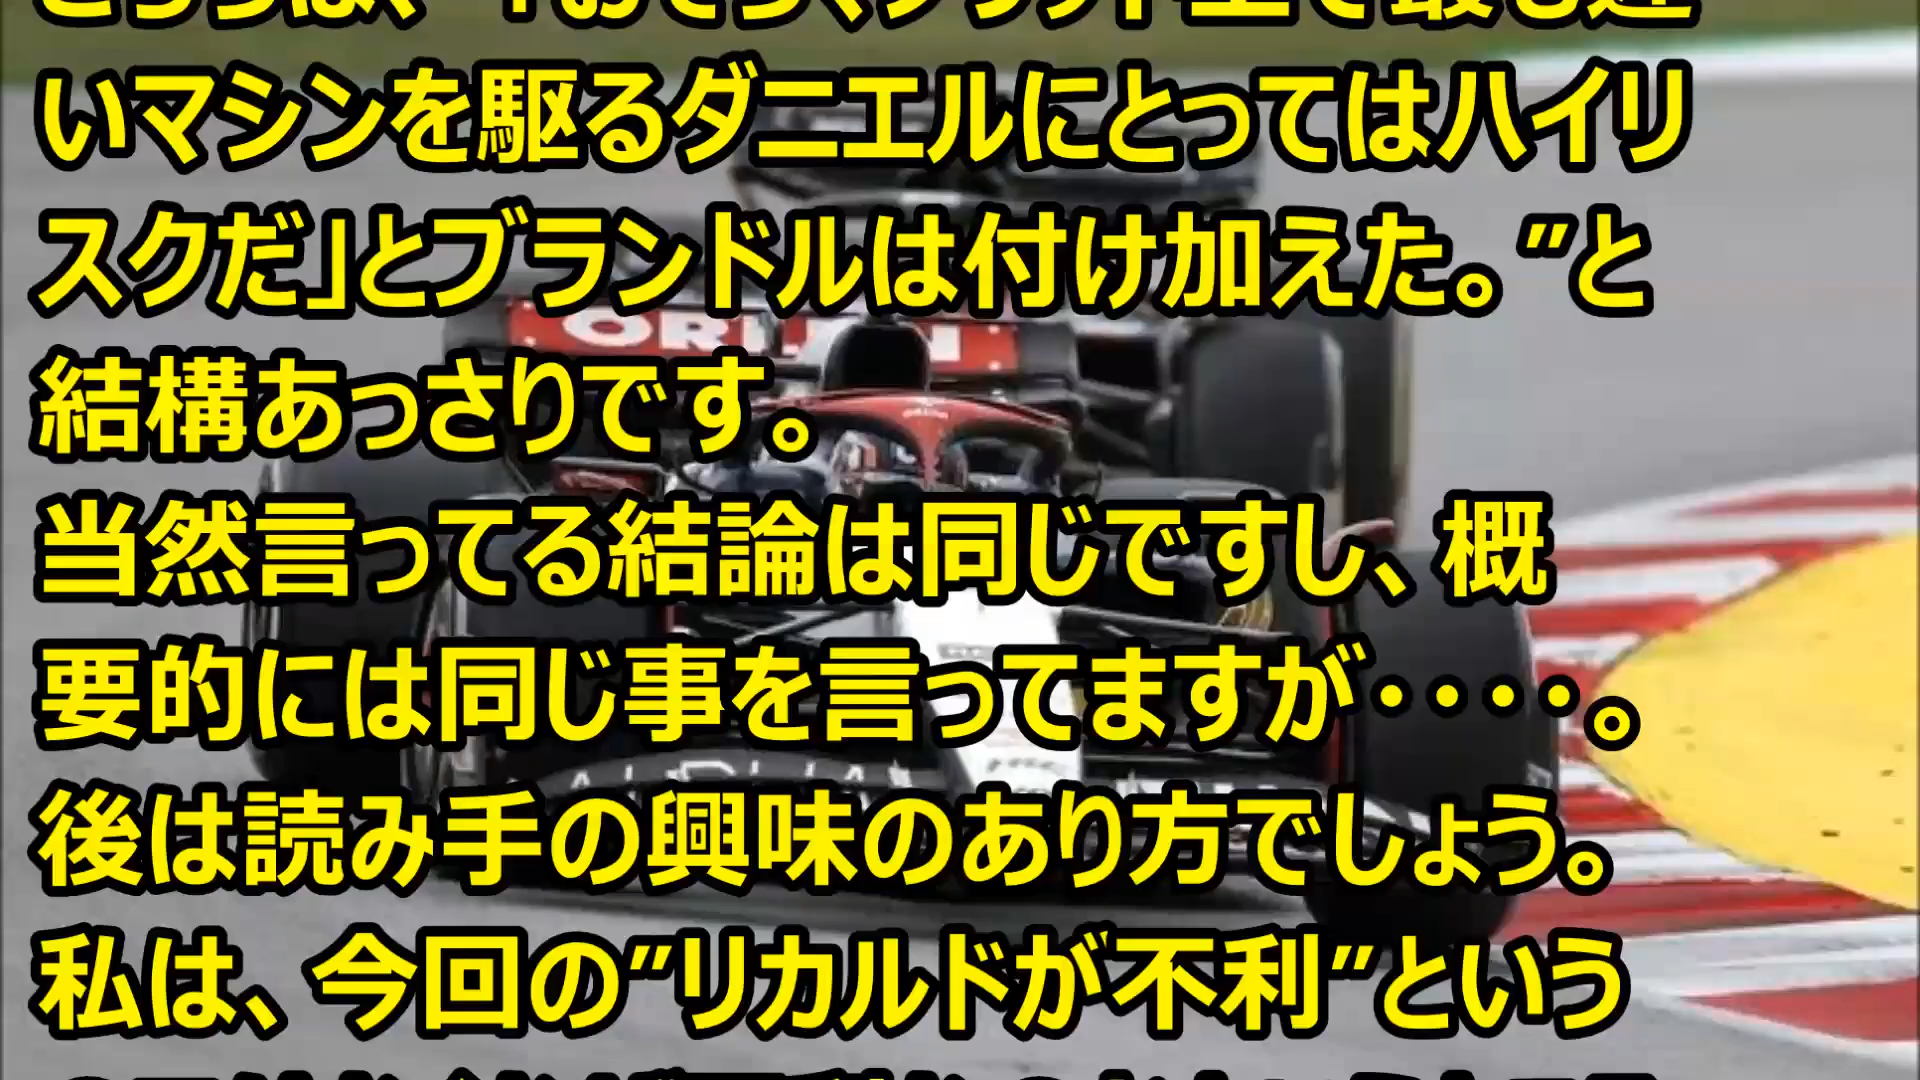 いマシンを駆るダニエルにとってはハイリ
スクだ」とブランドルは付け加えた。”と
ORLEN
結構あっさりです。
当然言ってる結論は同じですし、概
要的には同じ事を言ってますが・・・・。
後は読み手の興味のあり方でしょう。
私は、今回の”リカルドが不利”という